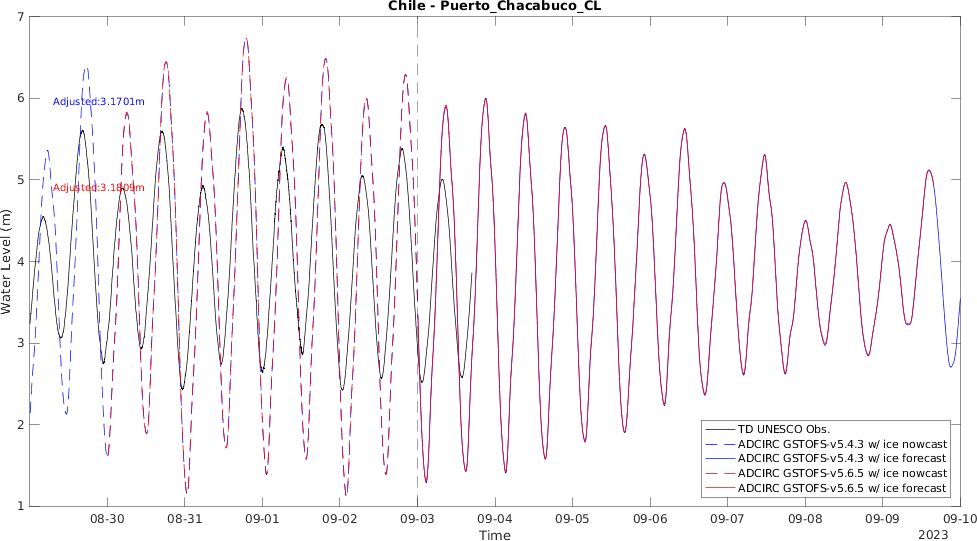 Chile - Puerto_Chacabuco_CL
7
6
5
4
3
2
1
Water Level (m)
Adjusted:3.1701m
Adjusted:3.1809m
TD UNESCO Obs.
ADCIRC GSTOFS-v5.4.3 w/ ice nowcast
ADCIRC GSTOFS-v5.4.3 w/ ice forecast
ADCIRC GSTOFS-v5.6.5 w/ ice nowcast
ADCIRC GSTOFS-v5.6.5 w/ ice forecast
08-30 08-31 09-01 09-02 09-03 09-04 09-05 09-06 09-07 09-08 09-09 09-10
Time
2023